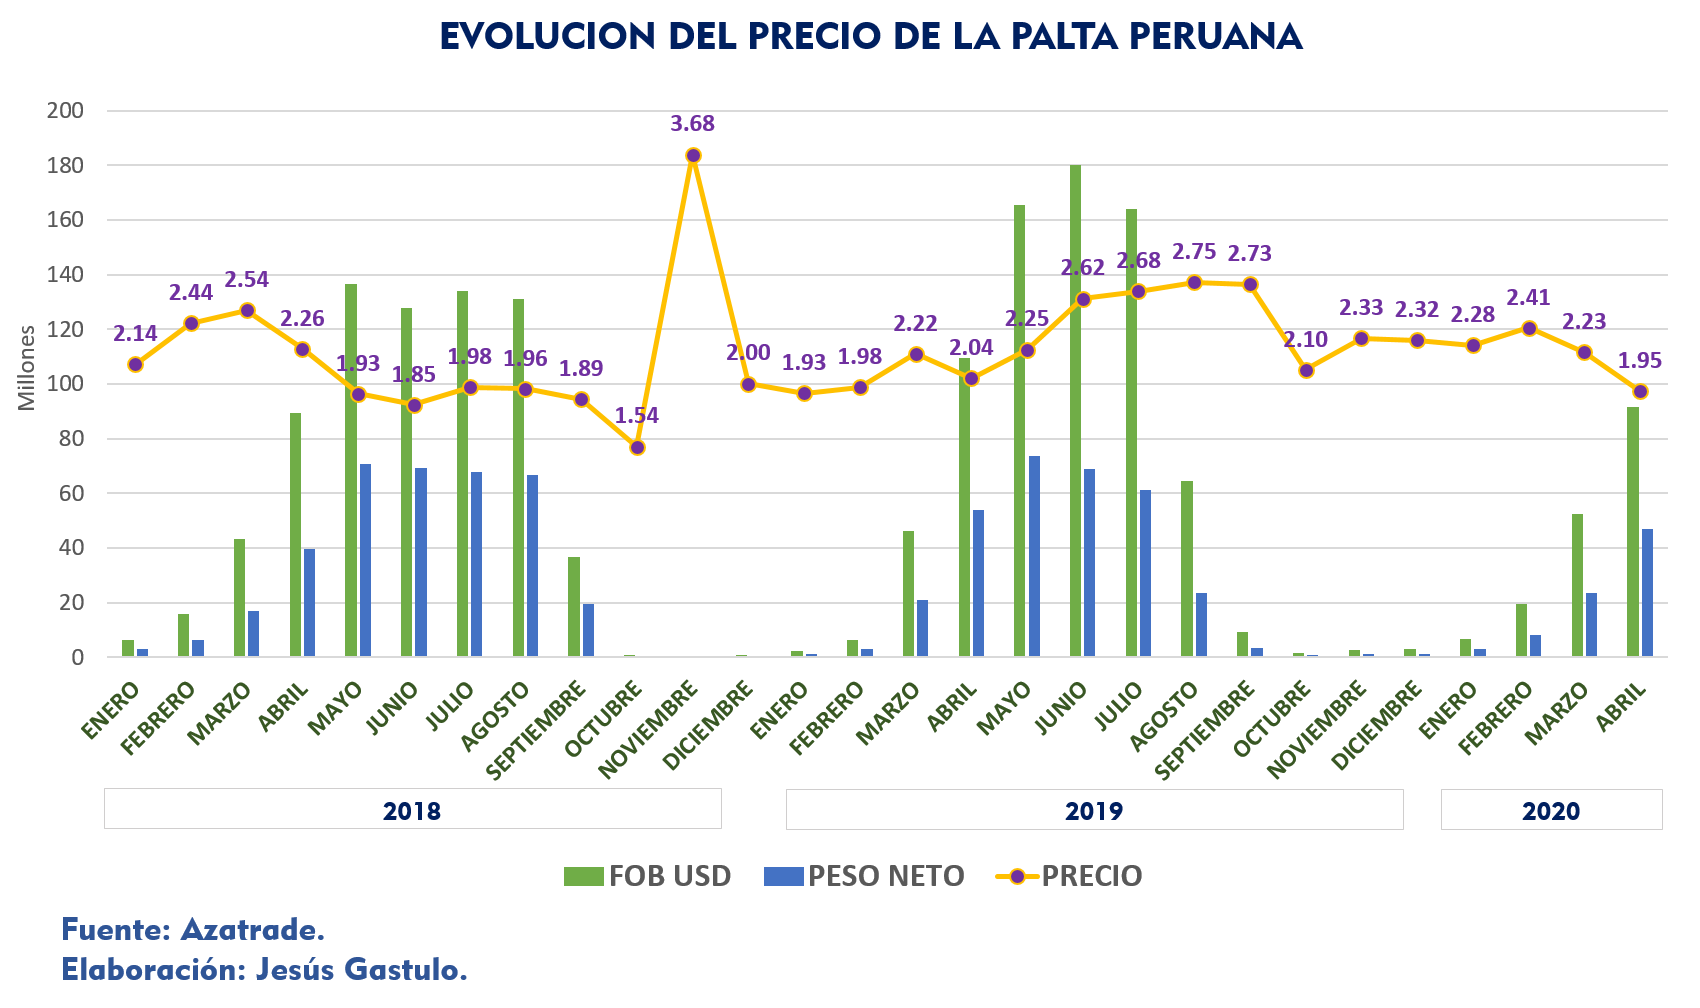 EVOLUCION DEL PRECIO DE LA PALTA PERUANA
Millones
200
180
160
140
120
100
80
60
40
20
0
2.14
2.44
2.54
2.26
1.93
1.85
1.98
1.96
1.89
1.54
3.68
2.00
1.93
1.98
2.22
2.04
2.25
2.62
2.68
2.75
2.73
2.10
2.33
2.32
2.28
2.41
2.23
1.95
ENERO
FEBRERO
MARZO
ABRIL
MAYO
JUNIO
JULIO
AGOSTO
SEPTIEMBRE
OCTUBRE
NOVIEMBRE
DICIEMBRE
ENERO
FEBRERO
MARZO
ABRIL
MAYO
JUNIO
JULIO
AGOSTO
SEPTIEMBRE
OCTUBRE
NOVIEMBRE
DICIEMBRE
ENERO
FEBRERO
MARZO
ABRIL
2018
2019
2020
FOB USD
PESO NETO
PRECIO
Fuente: Azatrade.
Elaboración: Jesús Gastulo.